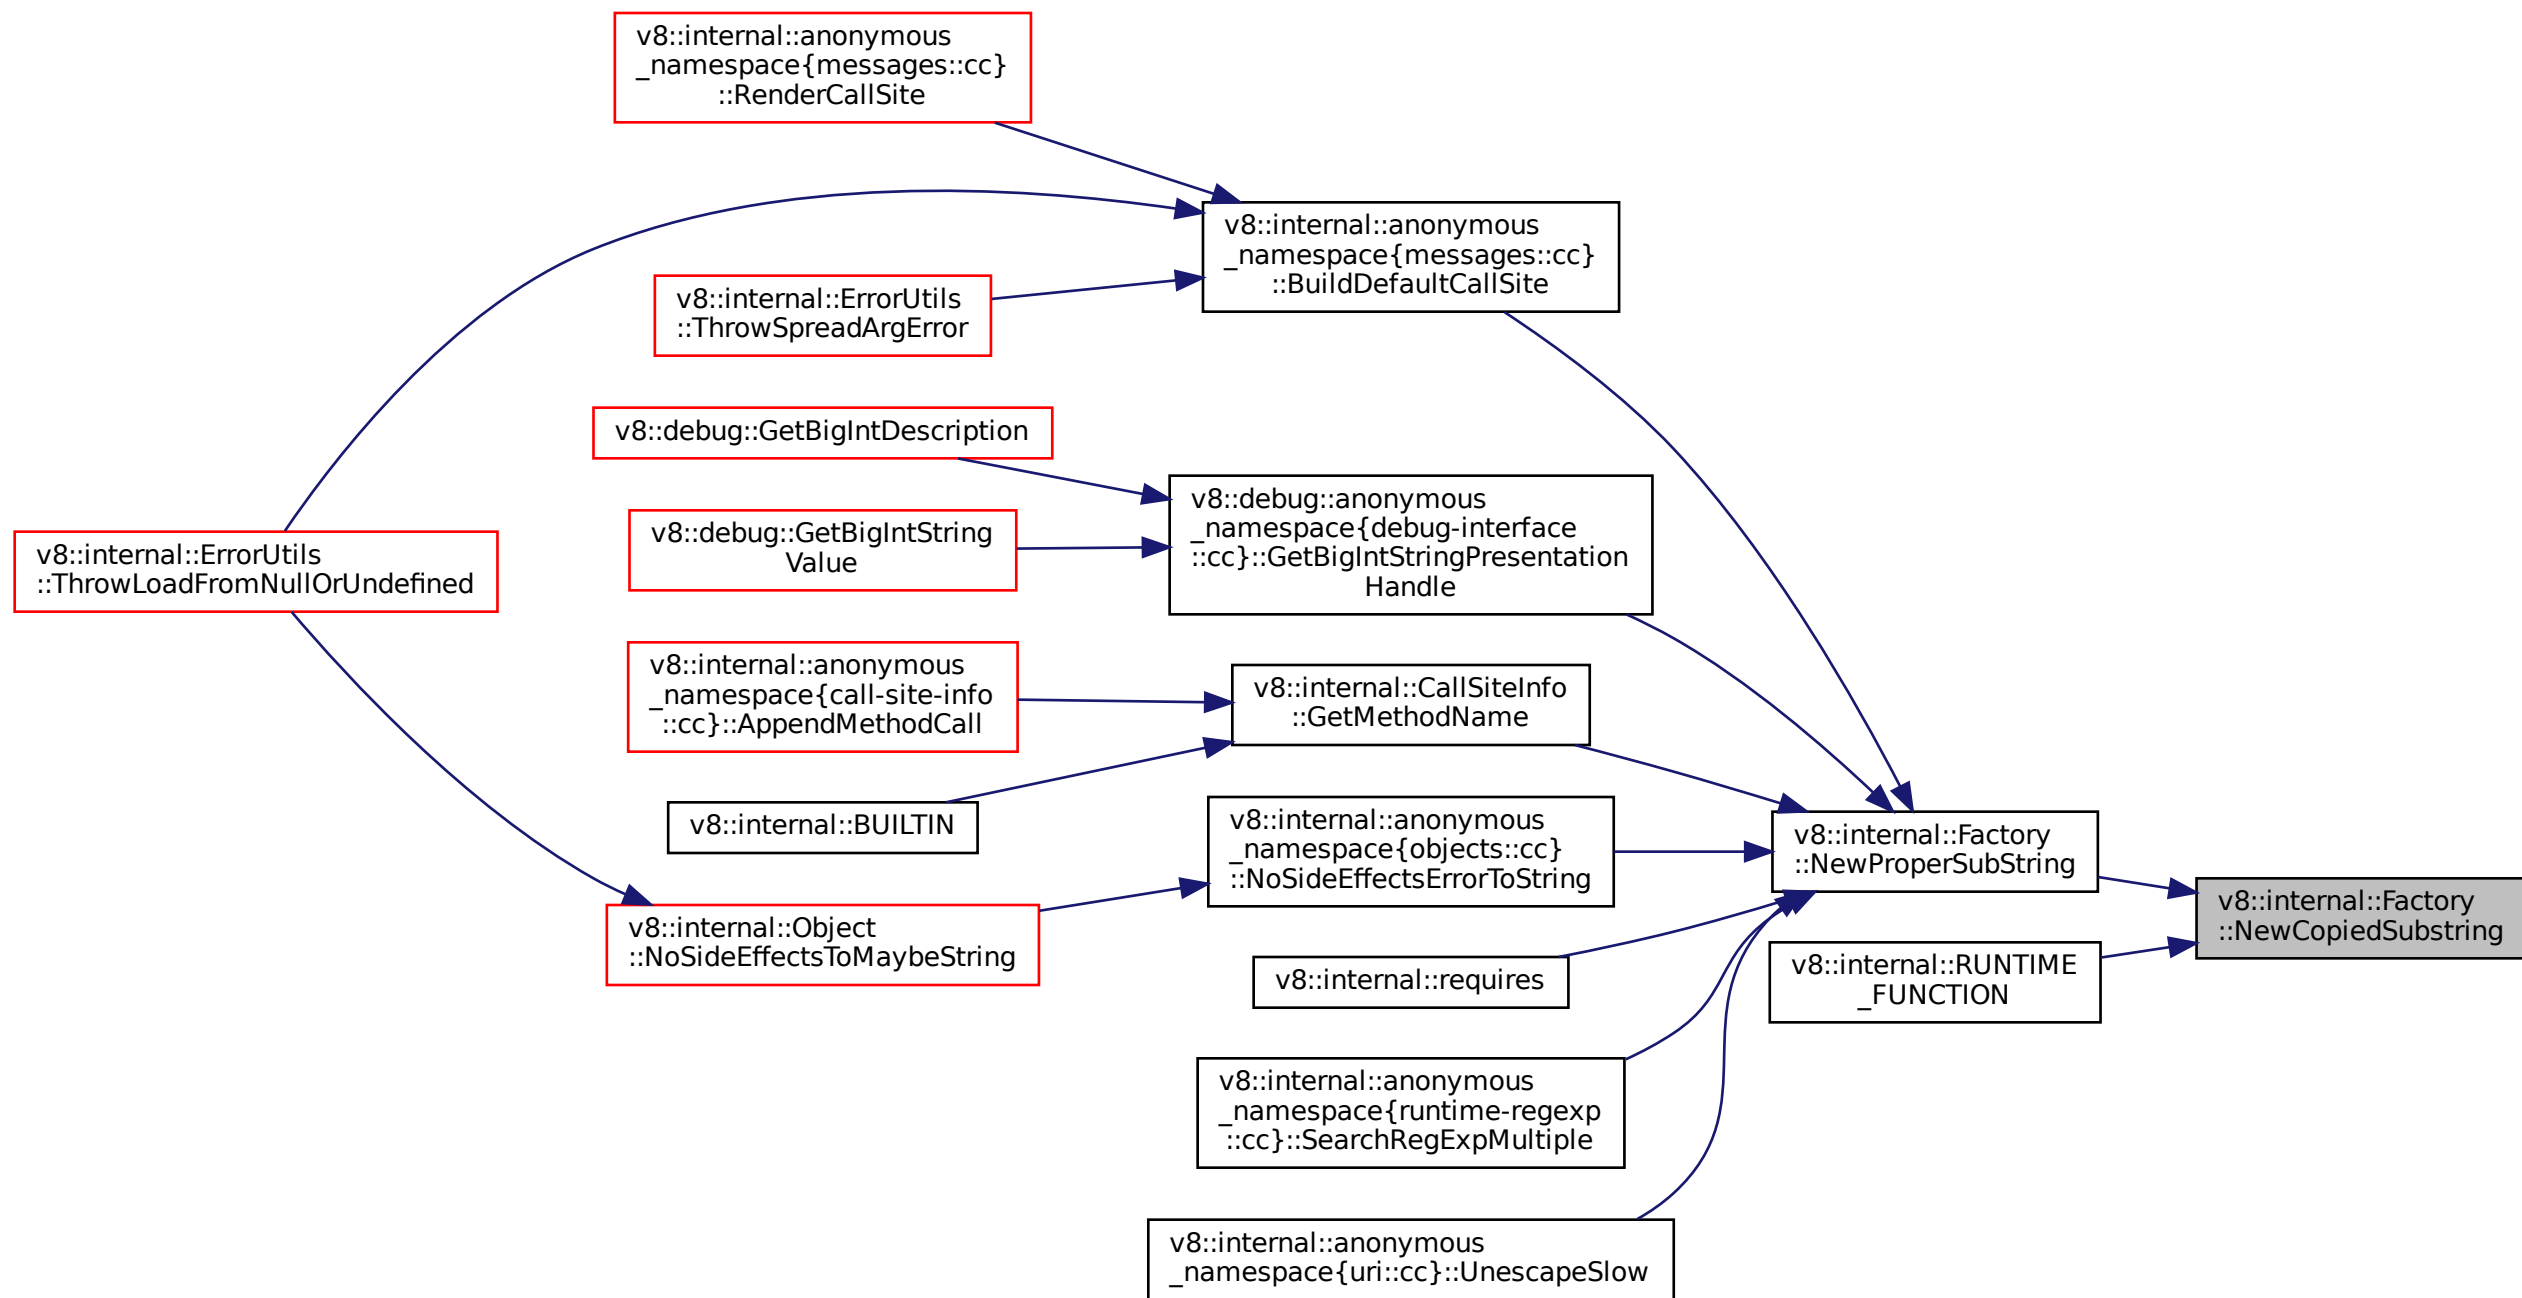 v8::internal::anonymous
_namespace{messages::cc}
::RenderCallSite
v8::internal::anonymous
_namespace{messages::cc}
::BuildDefaultCallSite
v8::internal::ErrorUtils
::ThrowSpreadArgError
v8::debug::GetBigIntDescription
v8::debug::anonymous
_namespace{debug-interface
::cc}::GetBigIntStringPresentation
Handle
v8::debug::GetBigIntString
Value
v8::internal::ErrorUtils
::ThrowLoadFromNullOrUndefined
v8::internal::anonymous
_namespace{call-site-info
::cc}::AppendMethodCall
v8::internal::CallSiteInfo
::GetMethodName
v8::internal::BUILTIN
v8::internal::anonymous
_namespace{objects::cc}
::NoSideEffectsErrorToString
v8::internal::Factory
::NewProperSubString
v8::internal::Factory
::NewCopiedSubstring
v8::internal::Object
::NoSideEffectsToMaybeString
v8::internal::requires
v8::internal::RUNTIME
_FUNCTION
v8::internal::anonymous
_namespace{runtime-regexp
::cc}::SearchRegExpMultiple
v8::internal::anonymous
_namespace{uri::cc}::UnescapeSlow